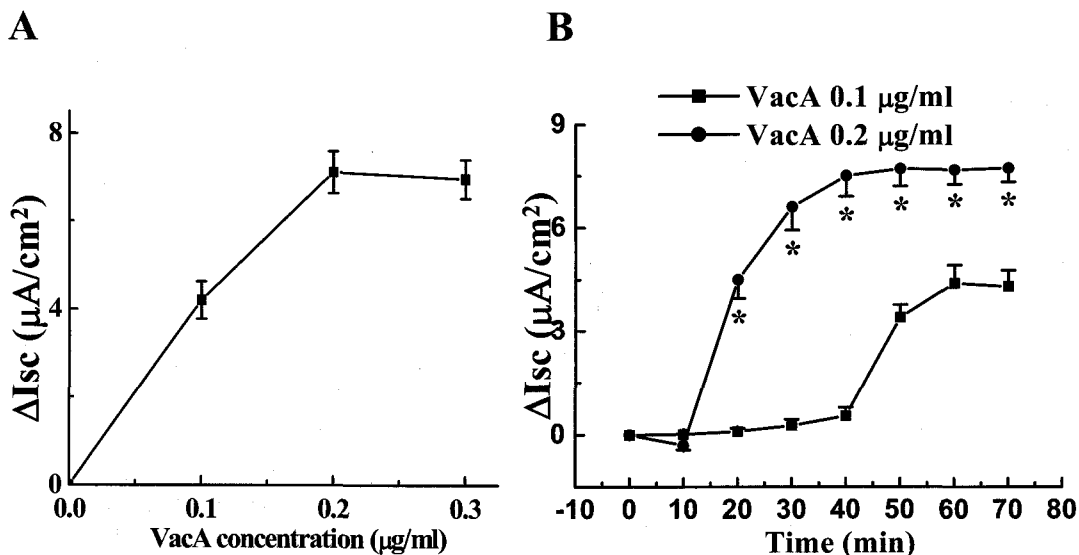 A
ΔIsc (μA/cm²)
8
4
0
0.0 0.1 0.2 0.3
VacA concentration (μg/ml)
B
VacA 0.1 μg/ml
VacA 0.2 μg/ml
ΔIsc (μA/cm²)
9
6
3
0
* * * * * *
-10 0 10 20 30 40 50 60 70 80
Time (min)